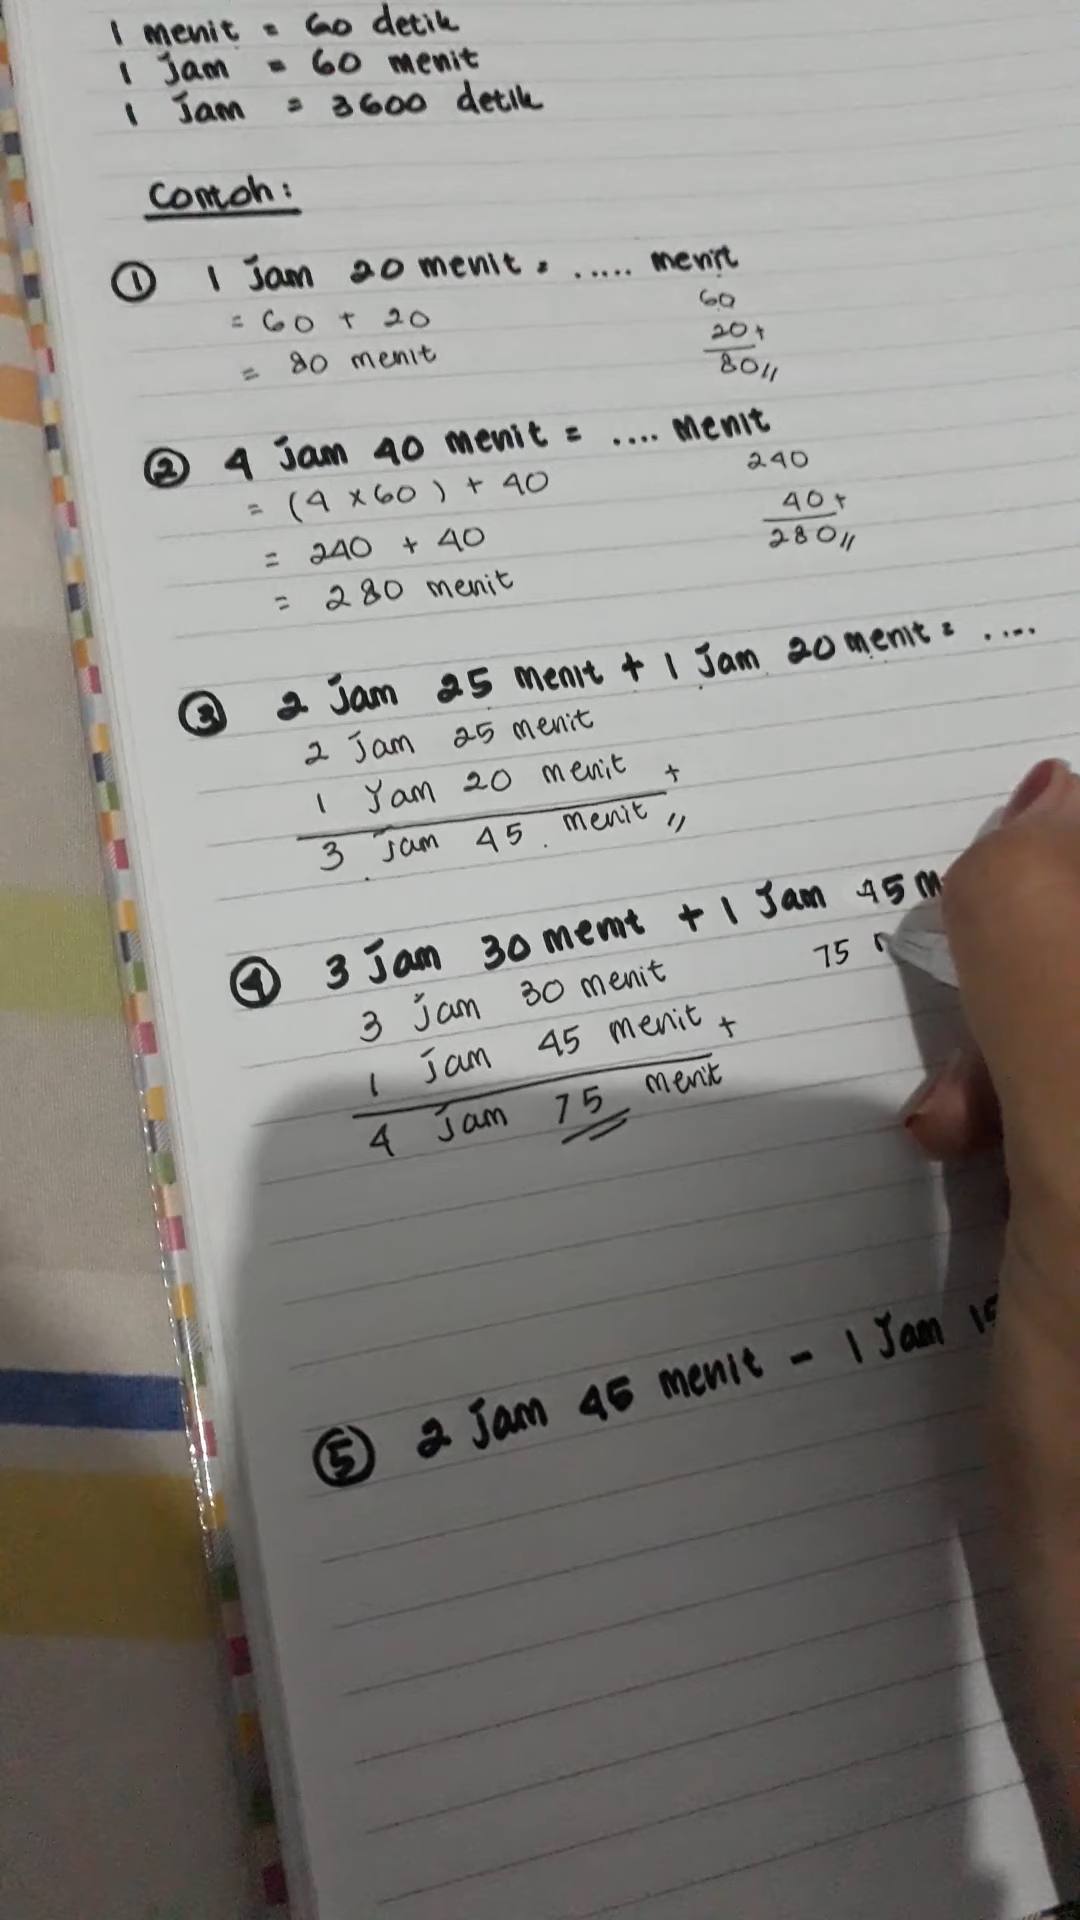 1 menit = 60 detik
1 jam = 60 menit
1 Jam = 3600 detik
Contoh:
① 1 Jam 20 menit = ..... menit
= 60 + 20
60
= 80 menit
20 +
80 //
② 4 Jam 40 menit = .... menit
= (4 x 60) + 40
240
= 240 + 40
40 +
= 280 menit
280 //
③ 2 Jam 25 menit + 1 Jam 20 menit = ....
2 Jam 25 menit
1 Jam 20 menit +
3 Jam 45 menit //
④ 3 Jam 30 menit + 1 Jam 45
3 jam 30 menit
75
1 jam 45 menit +
4 Jam 75 menit
⑤ 2 Jam 45 menit - 1 Jam